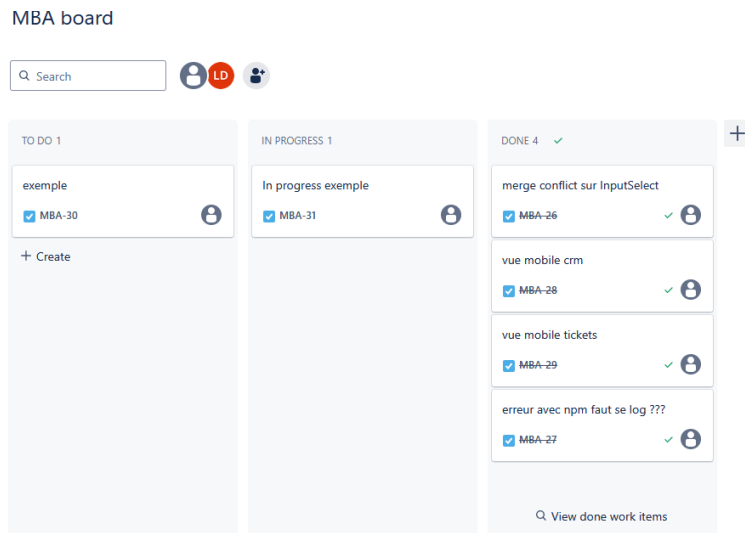 MBA board
Search
LD
TO DO 1
exemple
MBA-30
+ Create
IN PROGRESS 1
In progress exemple
MBA-31
DONE 4
merge conflict sur InputSelect
MBA-26
vue mobile crm
MBA-28
vue mobile tickets
MBA-29
erreur avec npm faut se log ???
MBA-27
View done work items